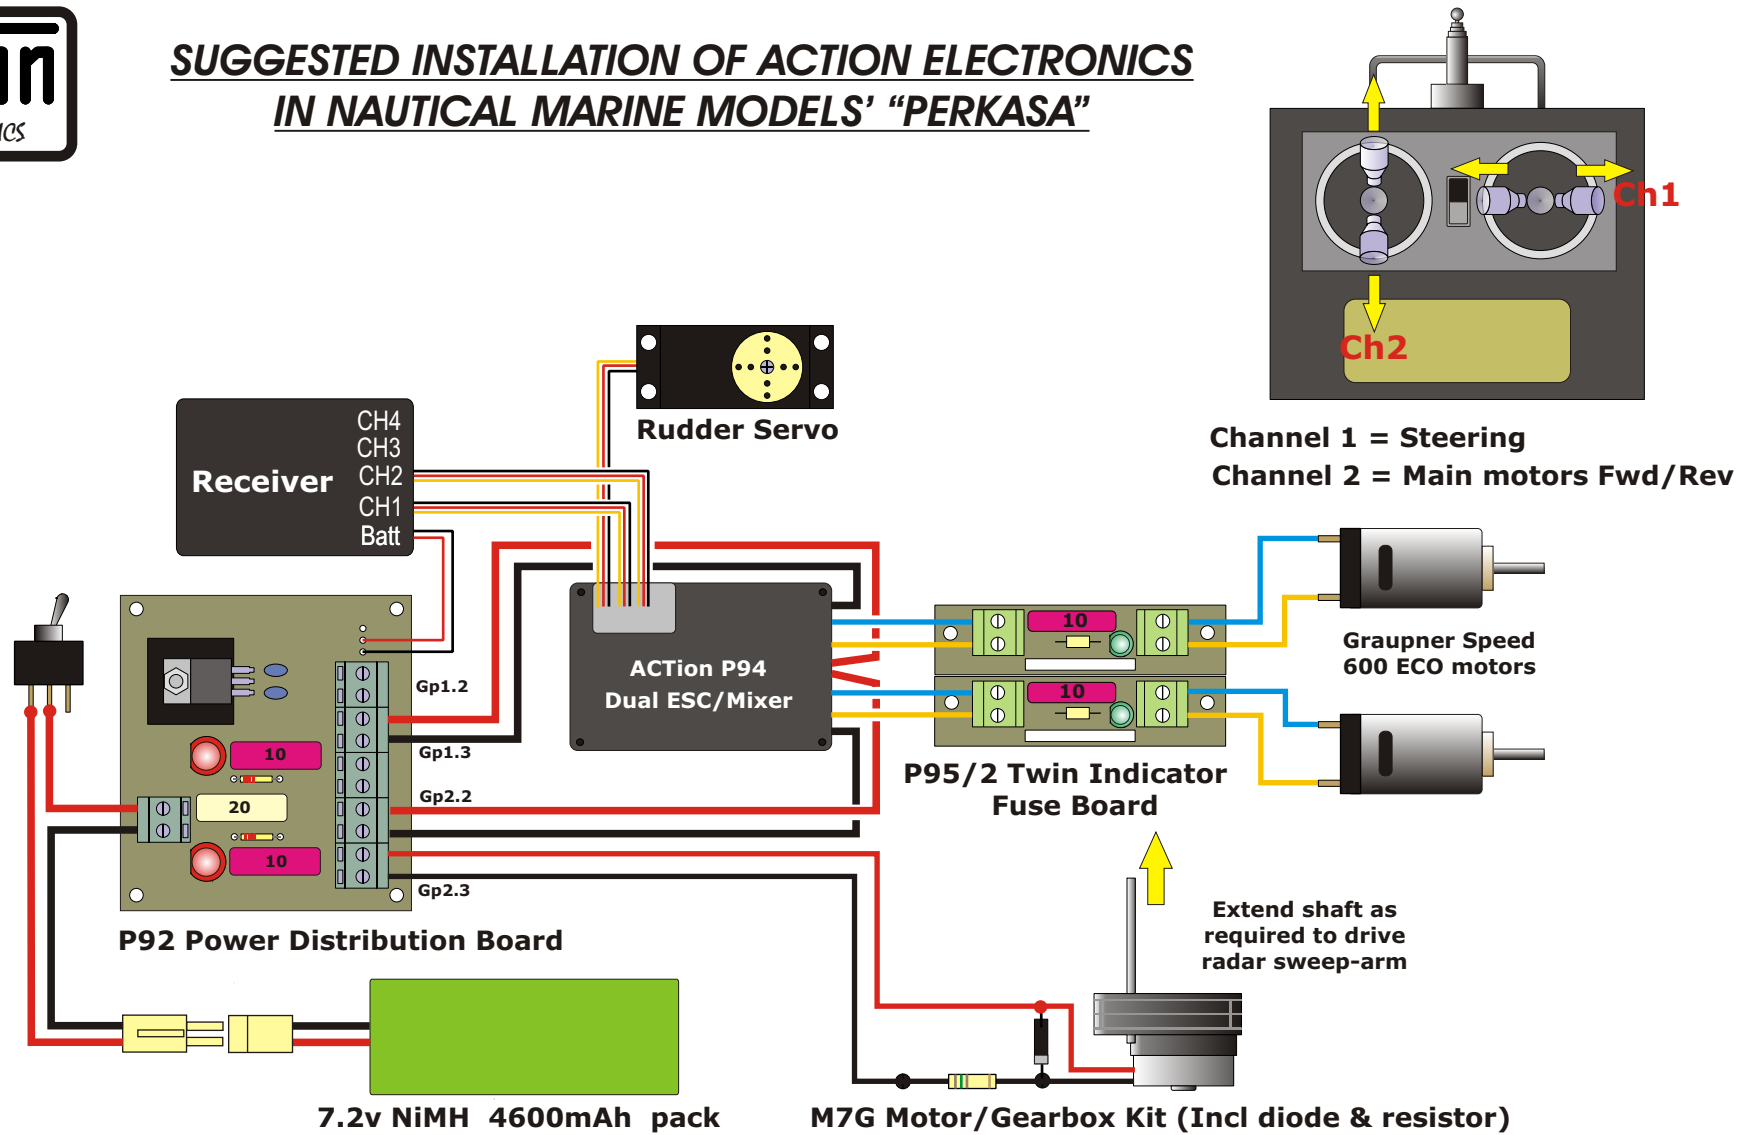 SUGGESTED INSTALLATION OF ACTION ELECTRONICS
IN NAUTICAL MARINE MODELS’ “PERKASA”
Ch1
Ch2
Channel 1 = Steering
Channel 2 = Main motors Fwd/Rev
Rudder Servo
Receiver
CH4
CH3
CH2
CH1
Batt
ACTion P94
Dual ESC/Mixer
10
10
P95/2 Twin Indicator
Fuse Board
Graupner Speed
600 ECO motors
Gp1.2
Gp1.3
Gp2.2
Gp2.3
10
20
10
P92 Power Distribution Board
Extend shaft as
required to drive
radar sweep-arm
7.2v NiMH 4600mAh pack
M7G Motor/Gearbox Kit (Incl diode & resistor)